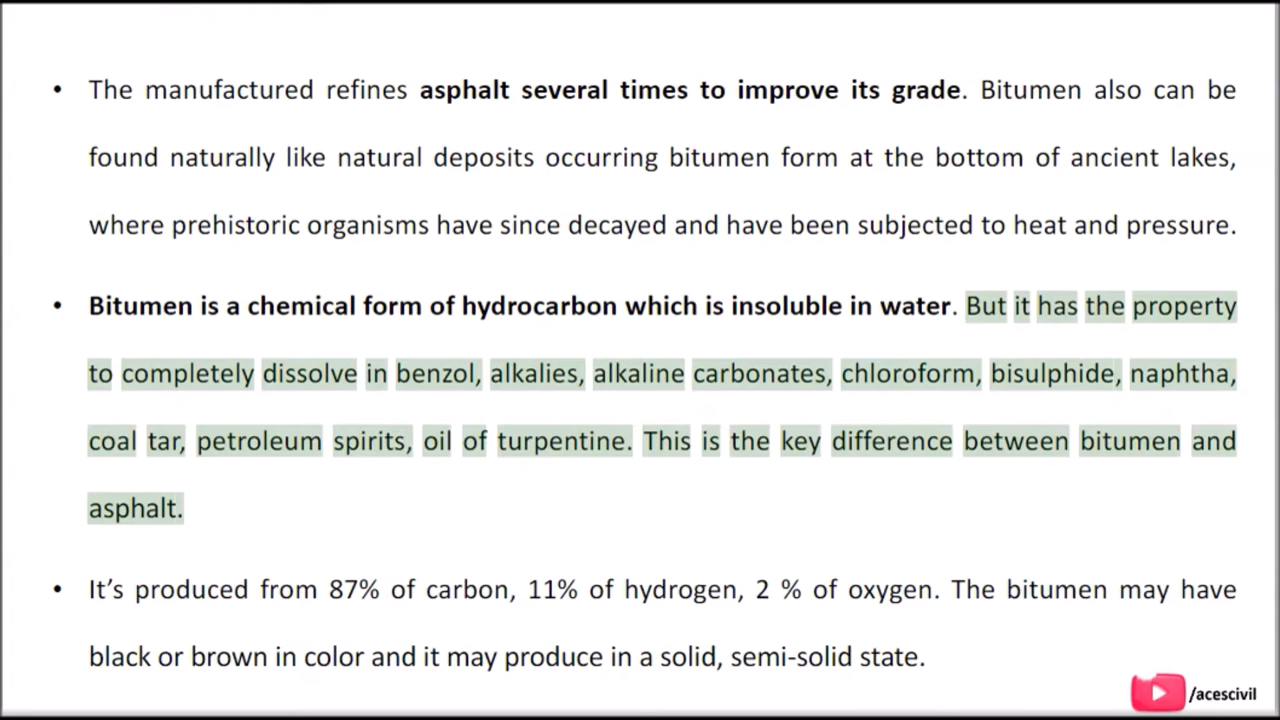 • The manufactured refines asphalt several times to improve its grade. Bitumen also can be
found naturally like natural deposits occurring bitumen form at the bottom of ancient lakes,
where prehistoric organisms have since decayed and have been subjected to heat and pressure.
• Bitumen is a chemical form of hydrocarbon which is insoluble in water. But it has the property
to completely dissolve in benzol, alkalies, alkaline carbonates, chloroform, bisulphide, naphtha,
coal tar, petroleum spirits, oil of turpentine. This is the key difference between bitumen and
asphalt.
• It’s produced from 87% of carbon, 11% of hydrogen, 2 % of oxygen. The bitumen may have
black or brown in color and it may produce in a solid, semi-solid state.
/acescivil